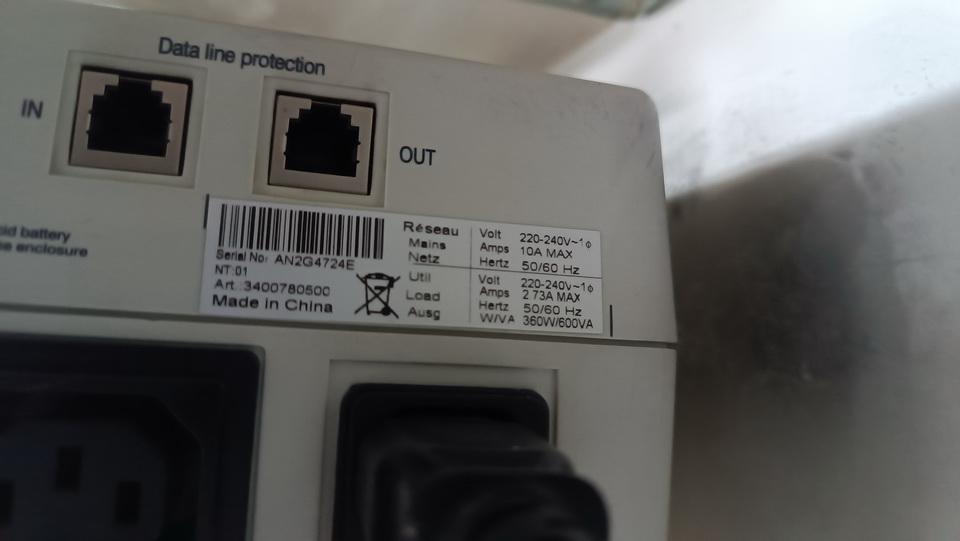 Data line protection
IN
OUT
battery
enclosure
Serial No: AN2G4724E
NT:01
Art.:3400780500
Made in China
Réseau
Mains
Netz
Volt 220-240V~1ϕ
Amps 10A MAX
Hertz 50/60 Hz
Util
Load
Ausg
Volt 220-240V~1ϕ
Amps 2.73A MAX
Hertz 50/60 Hz
W/VA 360W/600VA